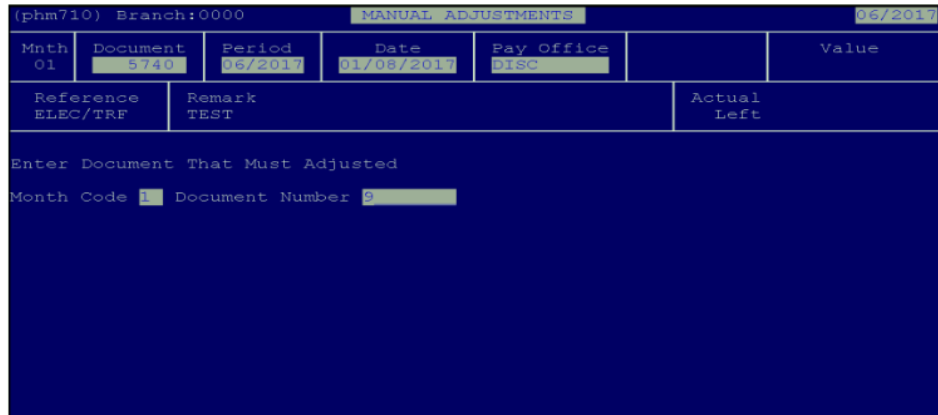 (phm710) Branch:0000 MANUAL ADJUSTMENTS 06/2017
Mnth Document Period Date Pay Office Value
01 5740 06/2017 01/08/2017 DISC
Reference Remark Actual
ELEC/TRF TEST Left
Enter Document That Must Adjusted
Month Code 1 Document Number 9